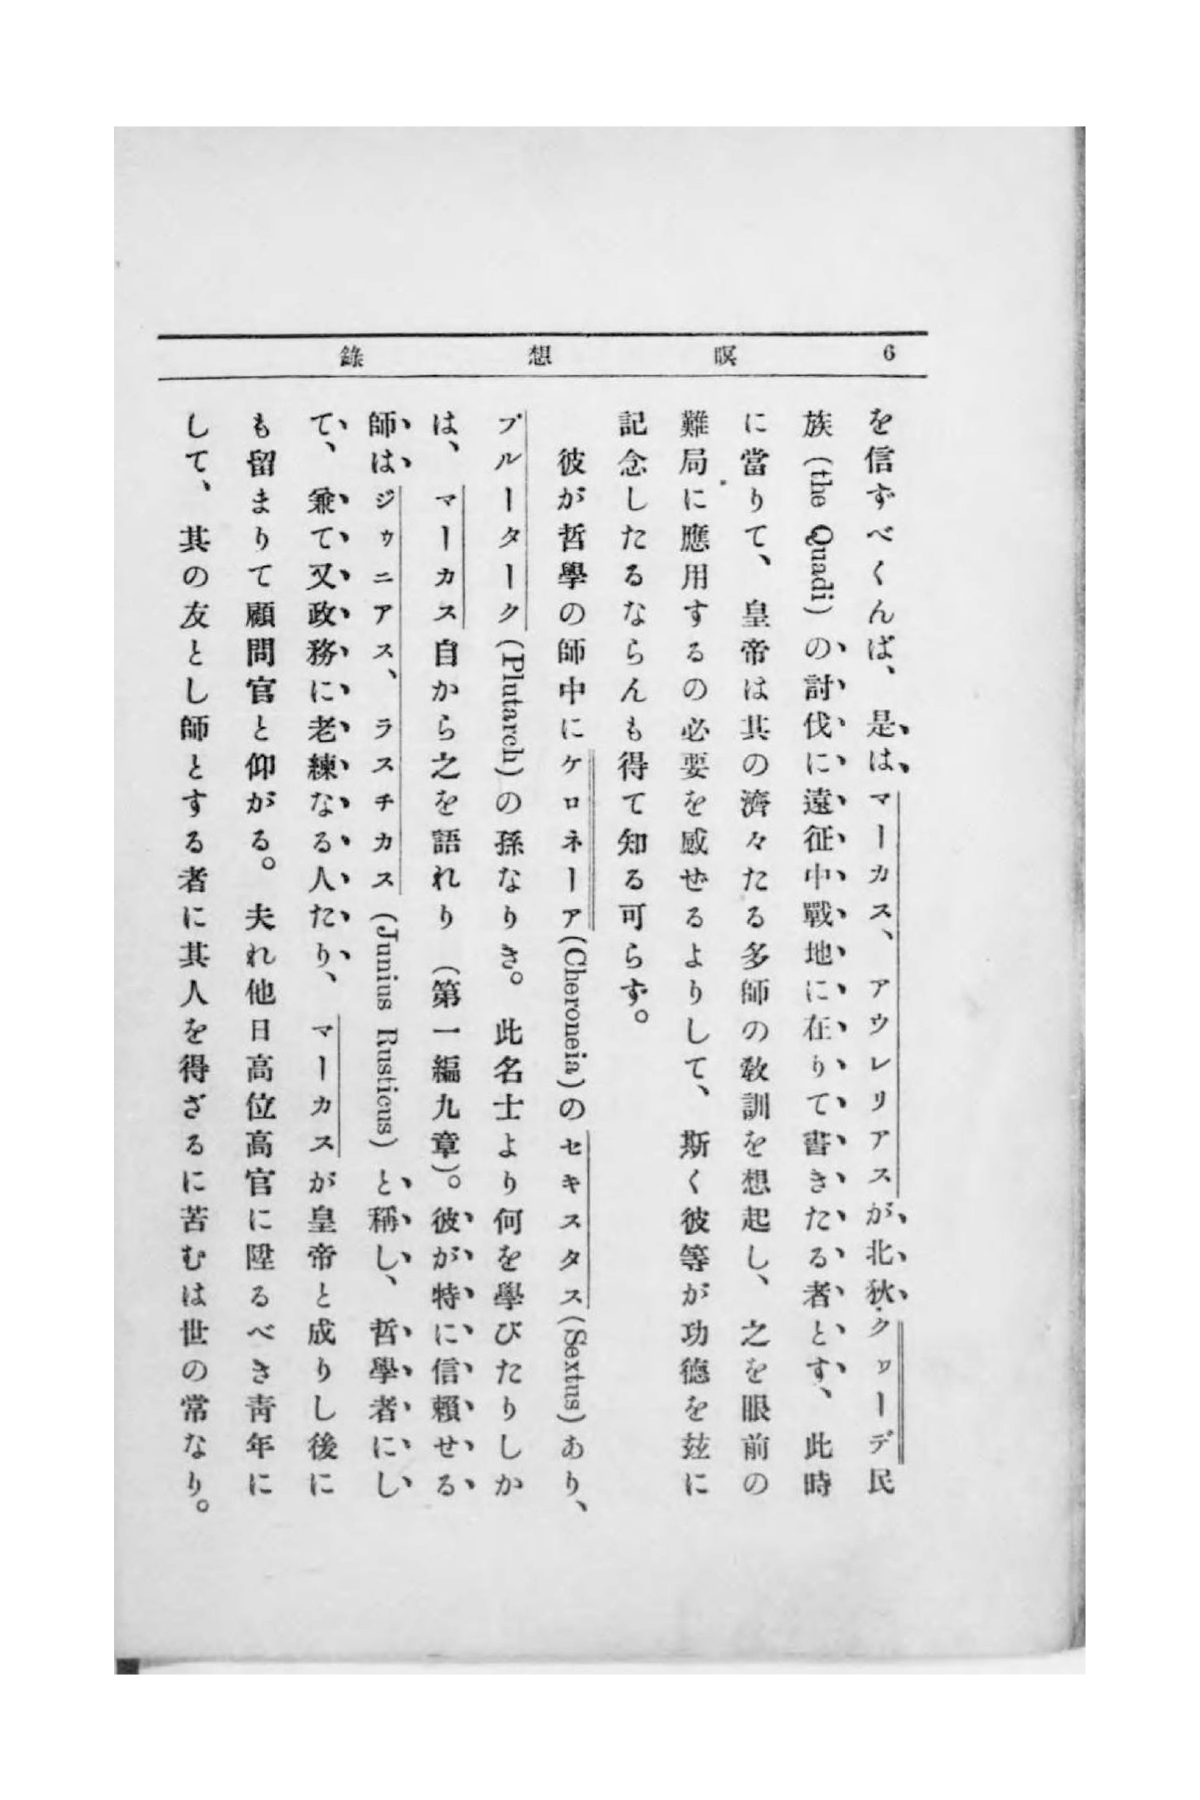 6 瞑想錄
を信ずべくんば、是はマーカス、アウレリアスが北狄クヮーデ民
族(the Quadi)の討伐に遠征中戰地に在りて書きたる者とす、此時
に當りて、皇帝は其の濟々たる多師の敎訓を想起し、之を眼前の
難局に應用するの必要を感ぜるよりして、斯く彼等が功德を玆に
記念したるならんも得て知る可らず。
彼が哲學の師中にケロネーア(Cheroneia)のセキスタス(Sextus)あり、
プルーターク(Plutarch)の孫なりき。此名士より何を學びたりしか
は、マーカス自から之を語れり(第一編九章)。彼が特に信賴せる
師はジゥニアス、ラスチカス(Junius Rusticus)と稱し、哲學者にし
て、兼て又政務に老練なる人たり、マーカスが皇帝と成りし後に
も留まりて顧問官と仰がる。夫れ他日高位高官に陞るべき靑年に
して、其の友とし師とする者に其人を得ざるに苦むは世の常なり。